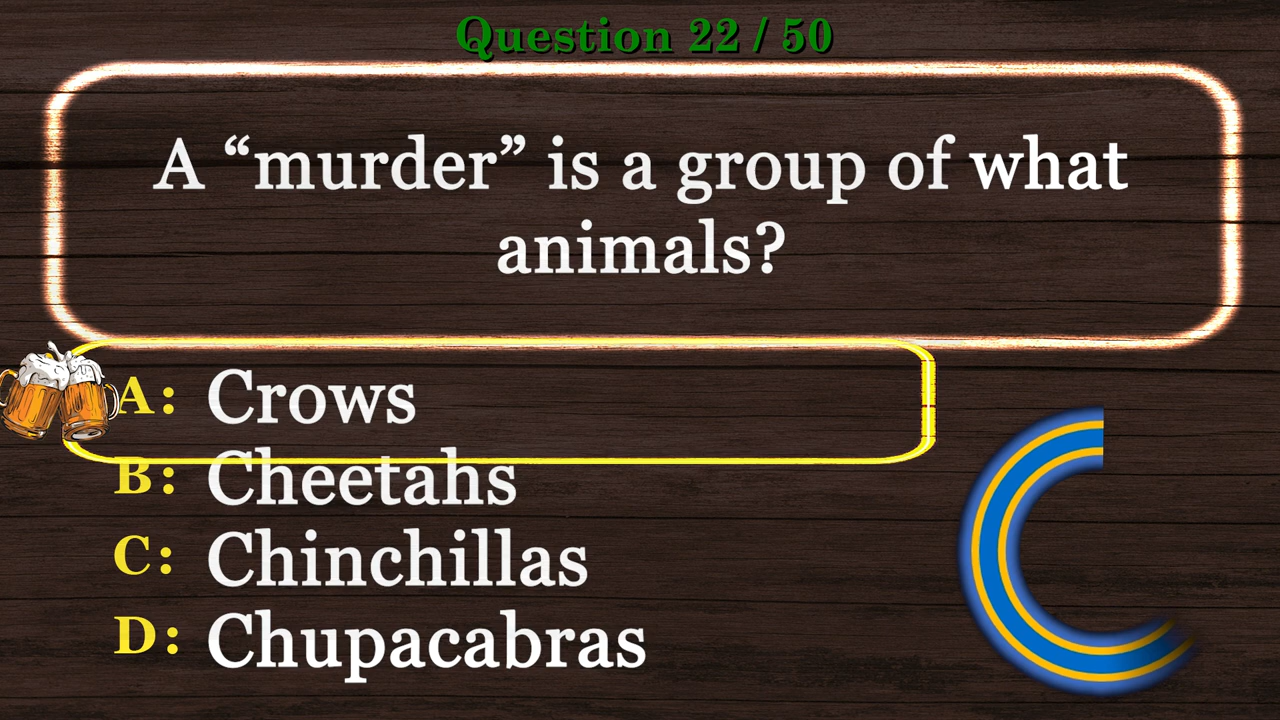 Question 22 / 50
A “murder” is a group of what
animals?
A: Crows
B: Cheetahs
C: Chinchillas
D: Chupacabras